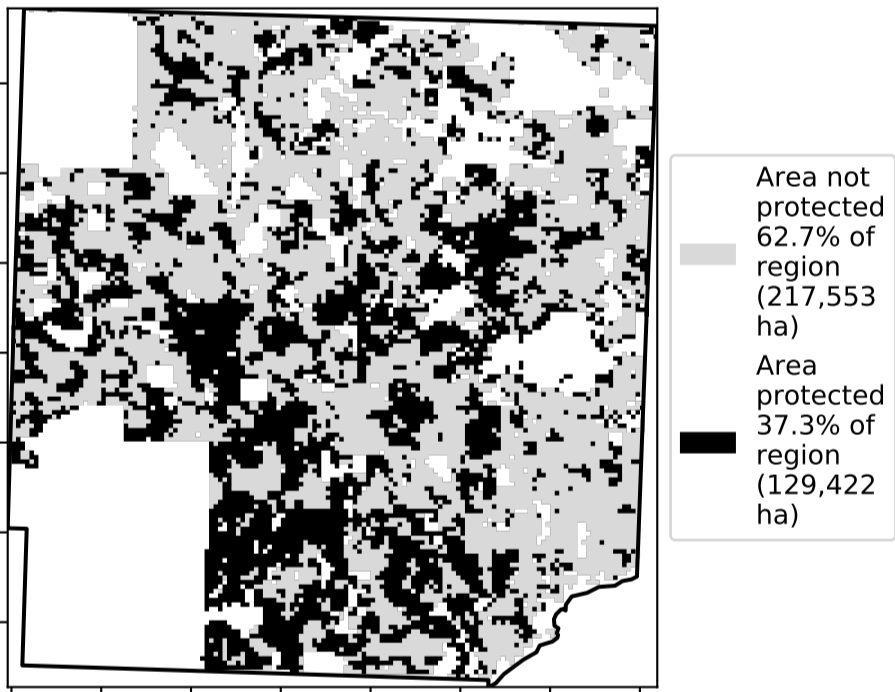 Area not
protected
62.7% of
region
(217,553
ha)
Area
protected
37.3% of
region
(129,422
ha)